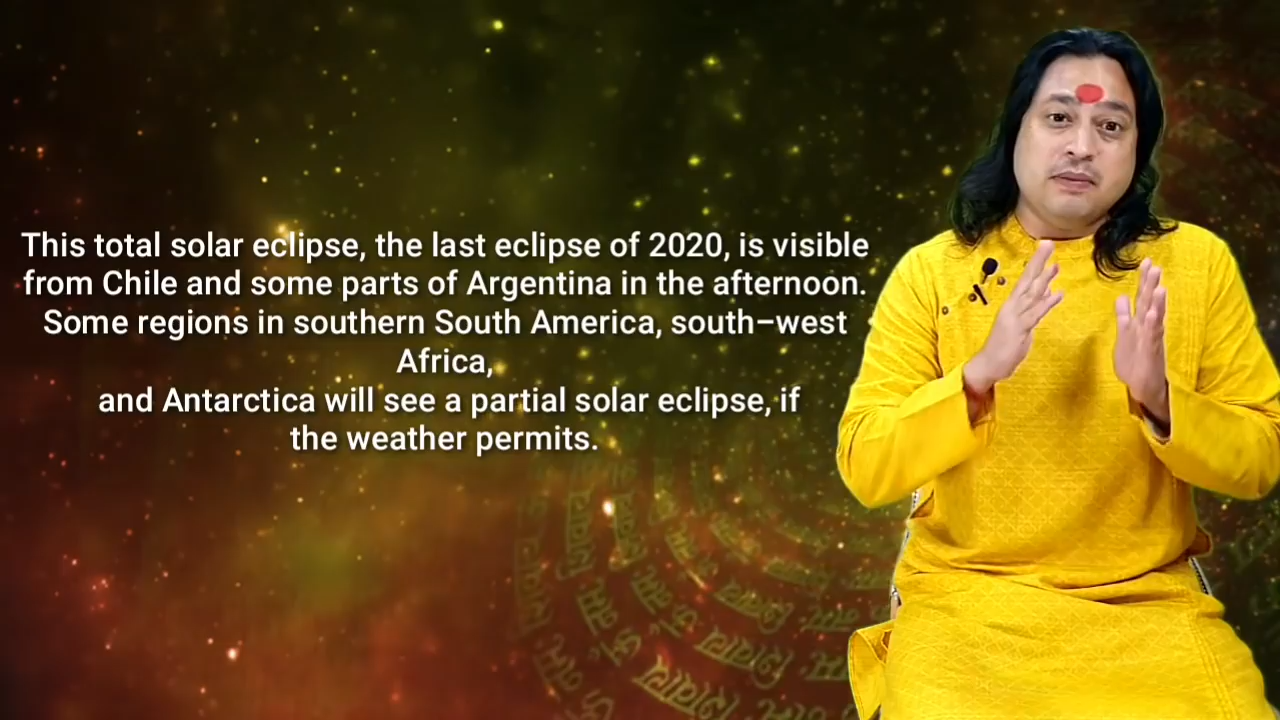 This total solar eclipse, the last eclipse of 2020, is visible
from Chile and some parts of Argentina in the afternoon.
Some regions in southern South America, south–west
Africa,
and Antarctica will see a partial solar eclipse, if
the weather permits.